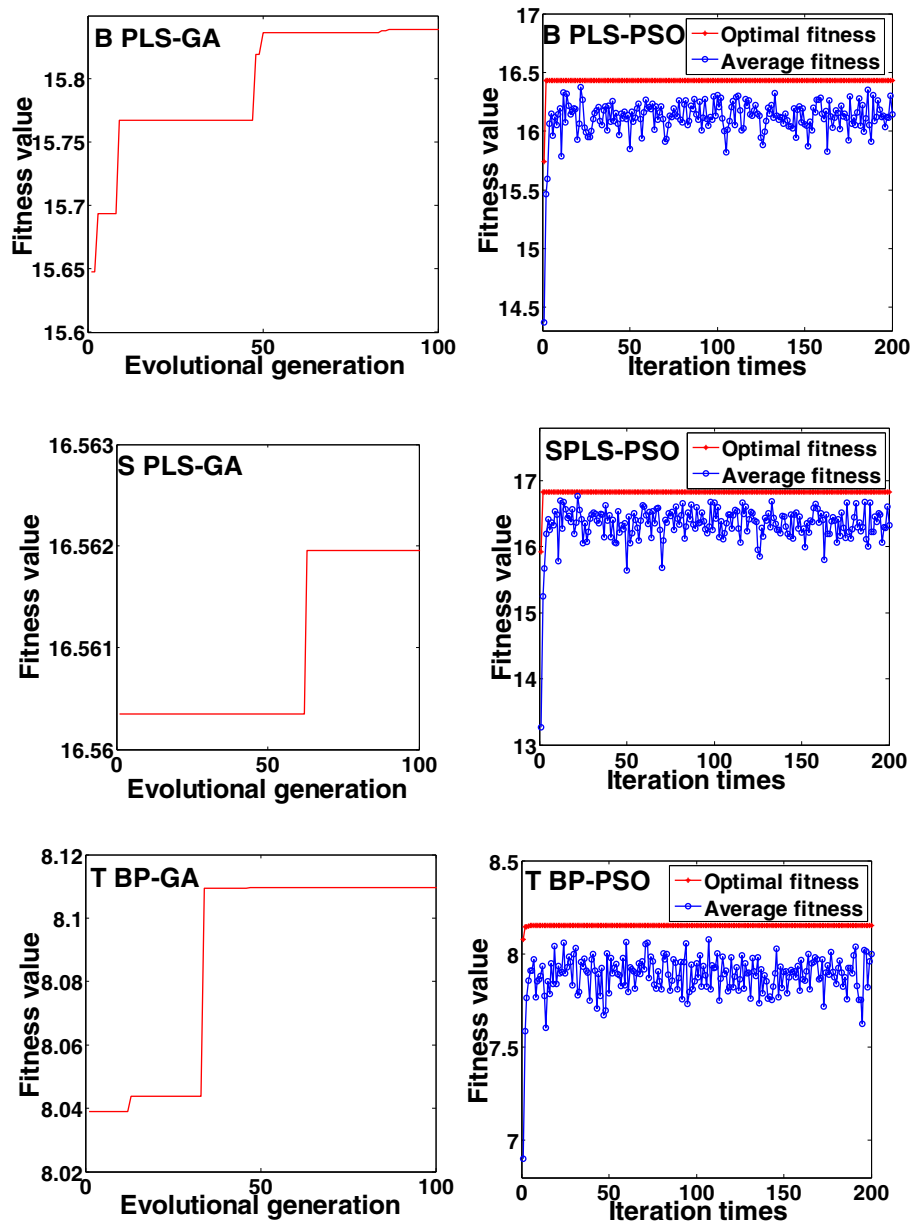 B PLS-GA
Fitness value
15.8
15.75
15.7
15.65
15.6
0
50
100
Evolutional generation
B PLS-PSO
Optimal fitness
Average fitness
Fitness value
17
16.5
16
15.5
15
14.5
0
50
100
150
200
Iteration times
S PLS-GA
Fitness value
16.563
16.562
16.561
16.56
0
50
100
Evolutional generation
SPLS-PSO
Optimal fitness
Average fitness
Fitness value
17
16
15
14
13
0
50
100
150
200
Iteration times
T BP-GA
Fitness value
8.12
8.1
8.08
8.06
8.04
8.02
0
50
100
Evolutional generation
T BP-PSO
Optimal fitness
Average fitness
Fitness value
8.5
8
7.5
7
0
50
100
150
200
Iteration times